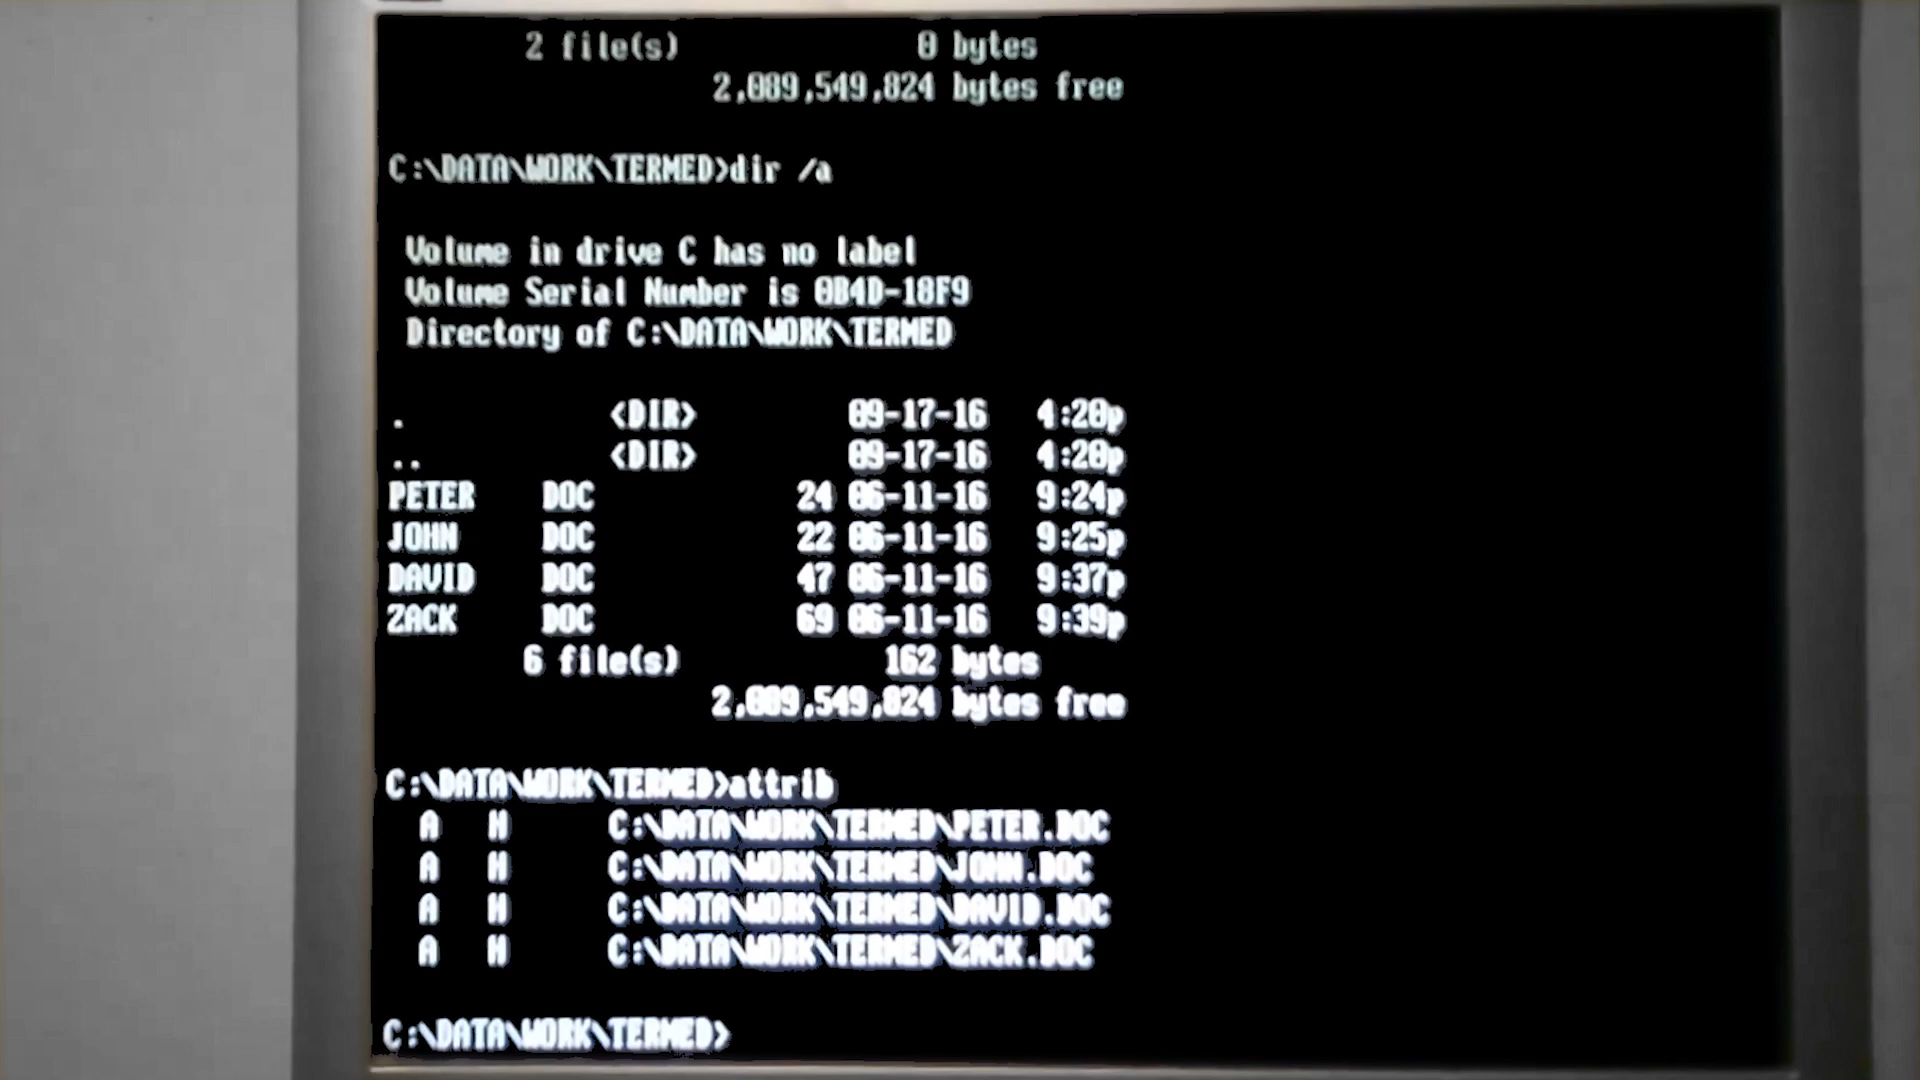 2 file(s) 0 bytes
2,089,549,824 bytes free
C:\DATA\WORK\TERMED>dir /a
Volume in drive C has no label
Volume Serial Number is 0B4D-18F9
Directory of C:\DATA\WORK\TERMED
. <DIR> 09-17-16 4:20p
.. <DIR> 09-17-16 4:20p
PETER DOC 24 06-11-16 9:24p
JOHN DOC 22 06-11-16 9:25p
DAVID DOC 47 06-11-16 9:37p
ZACK DOC 69 06-11-16 9:39p
6 file(s) 162 bytes
2,089,549,824 bytes free
C:\DATA\WORK\TERMED>attrib
A H C:\DATA\WORK\TERMED\PETER.DOC
A H C:\DATA\WORK\TERMED\JOHN.DOC
A H C:\DATA\WORK\TERMED\DAVID.DOC
A H C:\DATA\WORK\TERMED\ZACK.DOC
C:\DATA\WORK\TERMED>